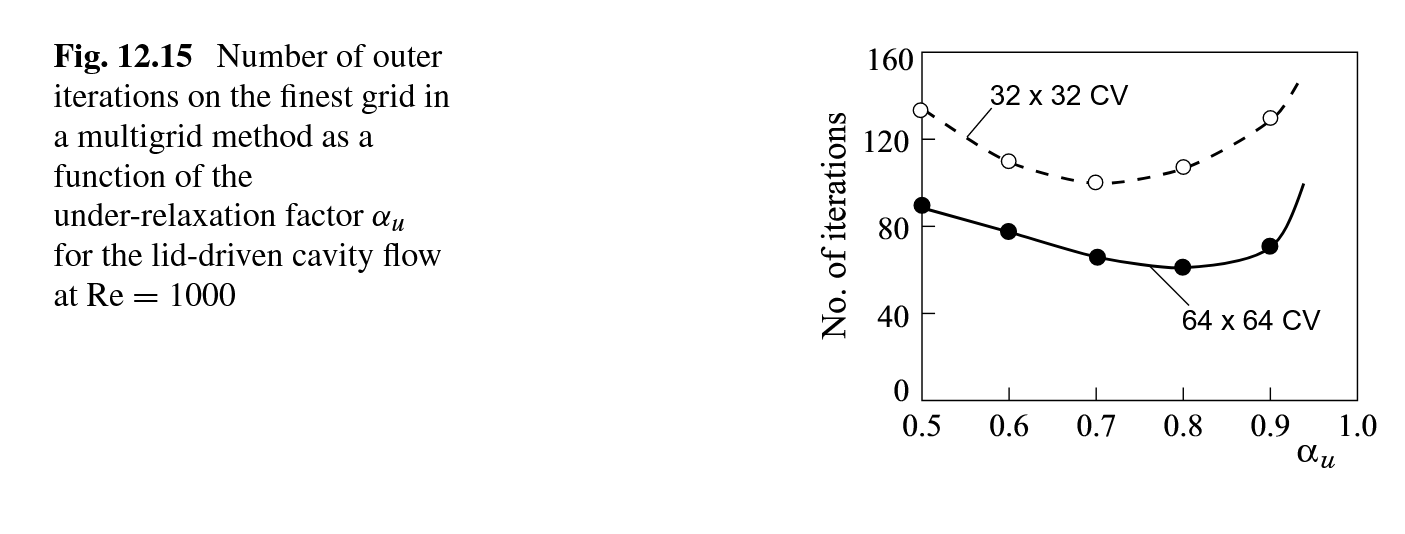 Fig. 12.15 Number of outer
iterations on the finest grid in
a multigrid method as a
function of the
under-relaxation factor αu
for the lid-driven cavity flow
at Re = 1000
160
120
80
40
0
No. of iterations
32 x 32 CV
64 x 64 CV
0.5 0.6 0.7 0.8 0.9 1.0
αu